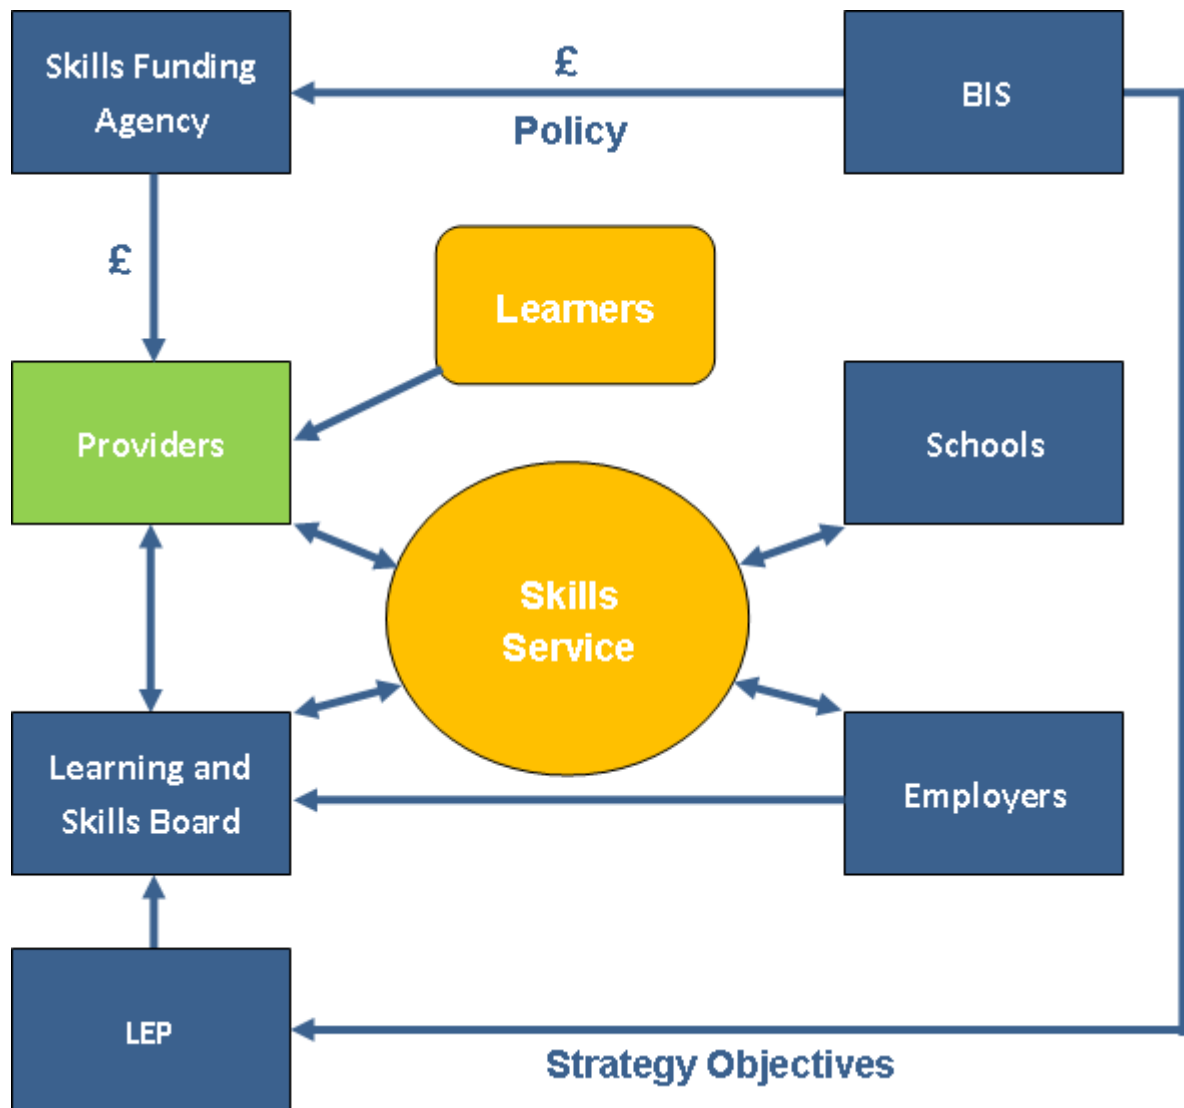 Skills Funding
Agency
£
Policy
BIS
£
Learners
Providers
Schools
Skills
Service
Learning and
Skills Board
Employers
LEP
Strategy Objectives